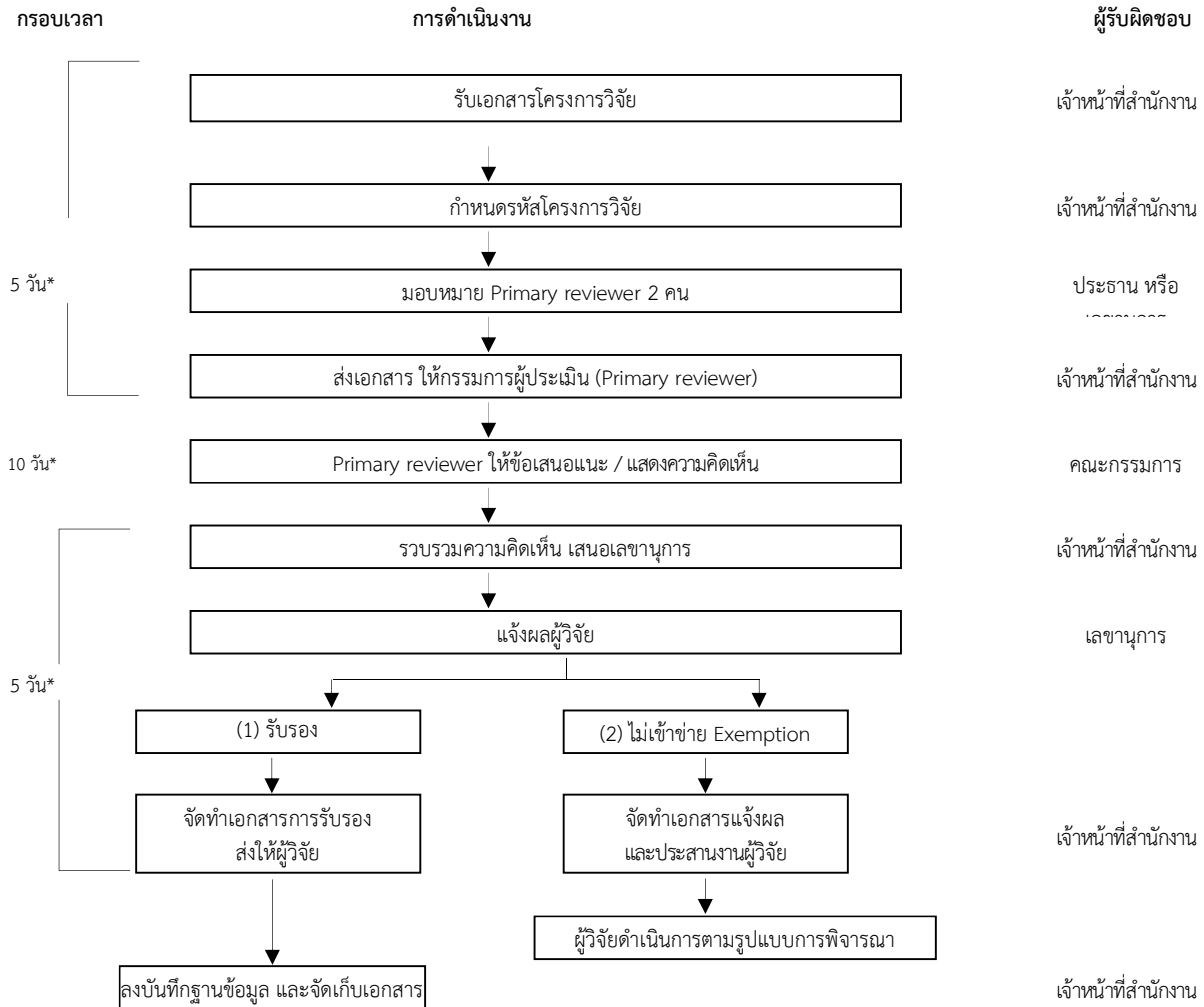 กรอบเวลา การดำเนินงาน ผู้รับผิดชอบ
รับเอกสารโครงการวิจัย เจ้าหน้าที่สำนักงาน
กำหนดรหัสโครงการวิจัย เจ้าหน้าที่สำนักงาน
5 วัน* มอบหมาย Primary reviewer 2 คน ประธาน หรือ
ส่งเอกสาร ให้กรรมการผู้ประเมิน (Primary reviewer) เจ้าหน้าที่สำนักงาน
10 วัน* Primary reviewer ให้ข้อเสนอแนะ / แสดงความคิดเห็น คณะกรรมการ
รวบรวมความคิดเห็น เสนอเลขานุการ เจ้าหน้าที่สำนักงาน
แจ้งผลผู้วิจัย เลขานุการ
5 วัน*
(1) รับรอง (2) ไม่เข้าข่าย Exemption
จัดทำเอกสารการรับรอง จัดทำเอกสารแจ้งผล
ส่งให้ผู้วิจัย และประสานงานผู้วิจัย เจ้าหน้าที่สำนักงาน
ผู้วิจัยดำเนินการตามรูปแบบการพิจารณา
ลงบันทึกฐานข้อมูล และจัดเก็บเอกสาร เจ้าหน้าที่สำนักงาน